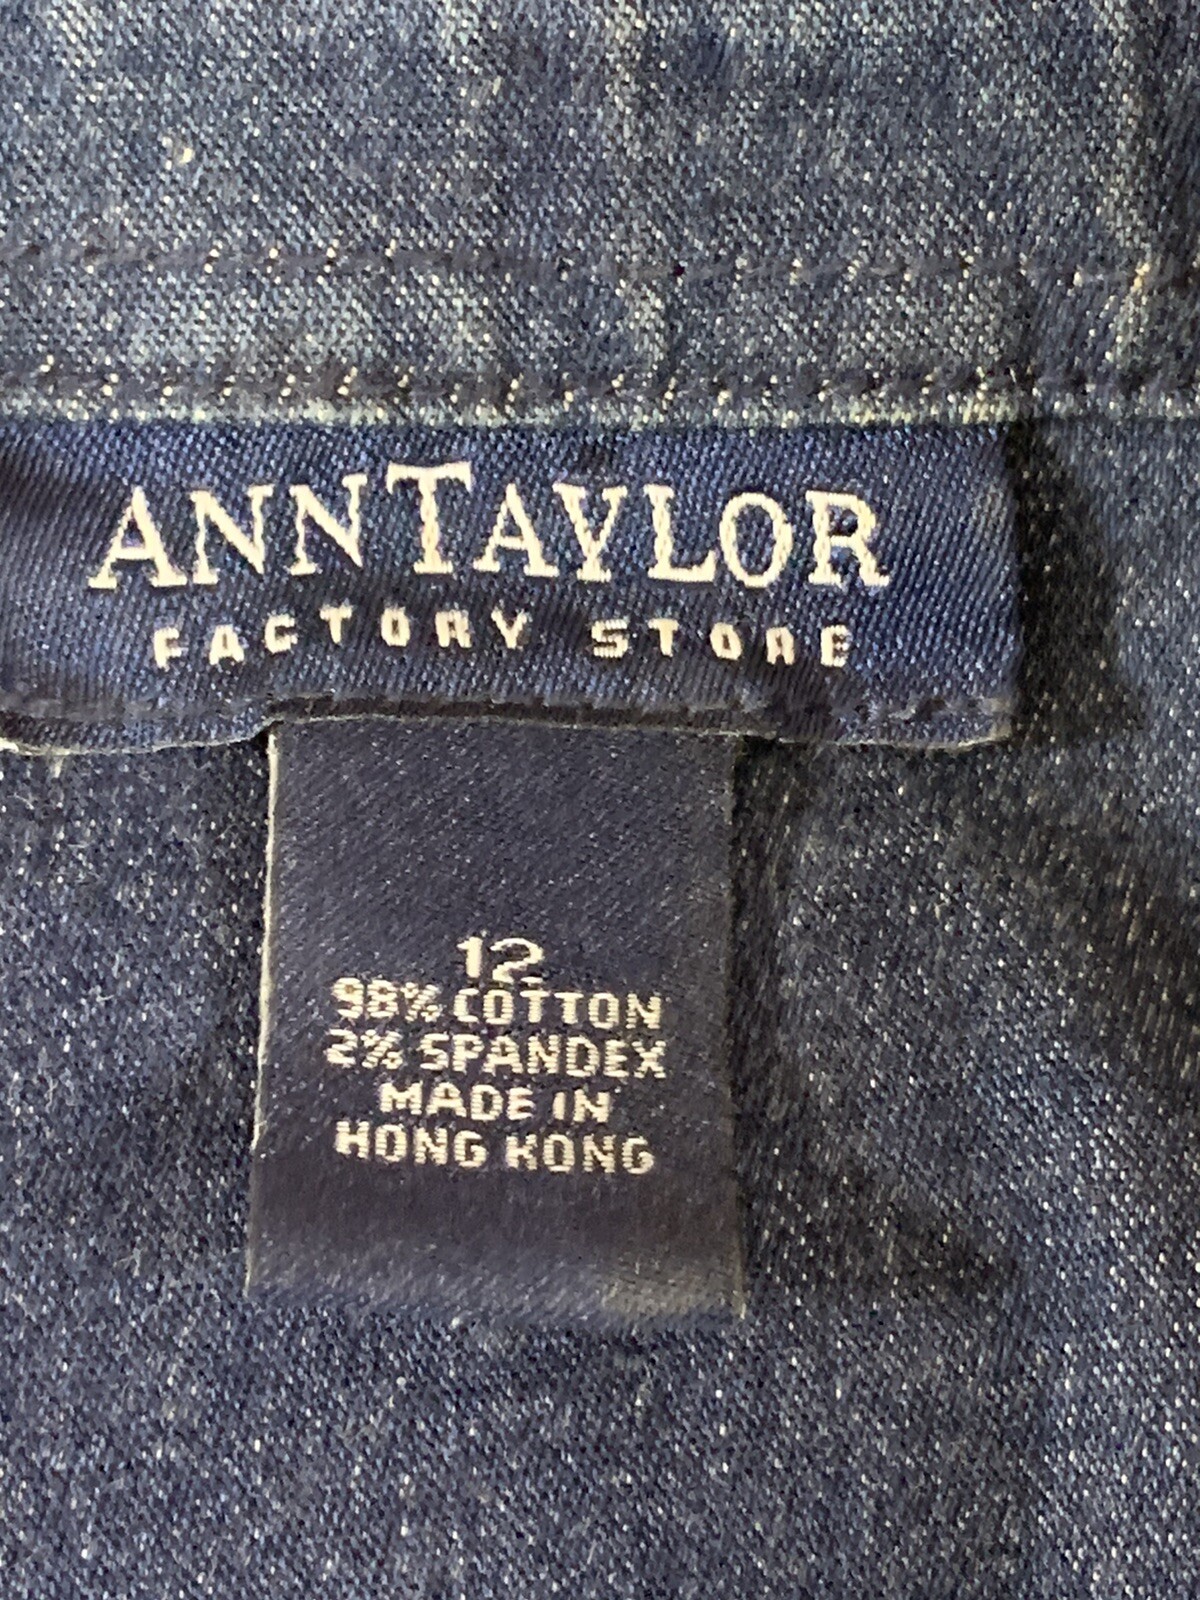 ANNTAYLOR
FACTORY STORE
12
98% COTTON
2% SPANDEX
MADE IN
HONG KONG